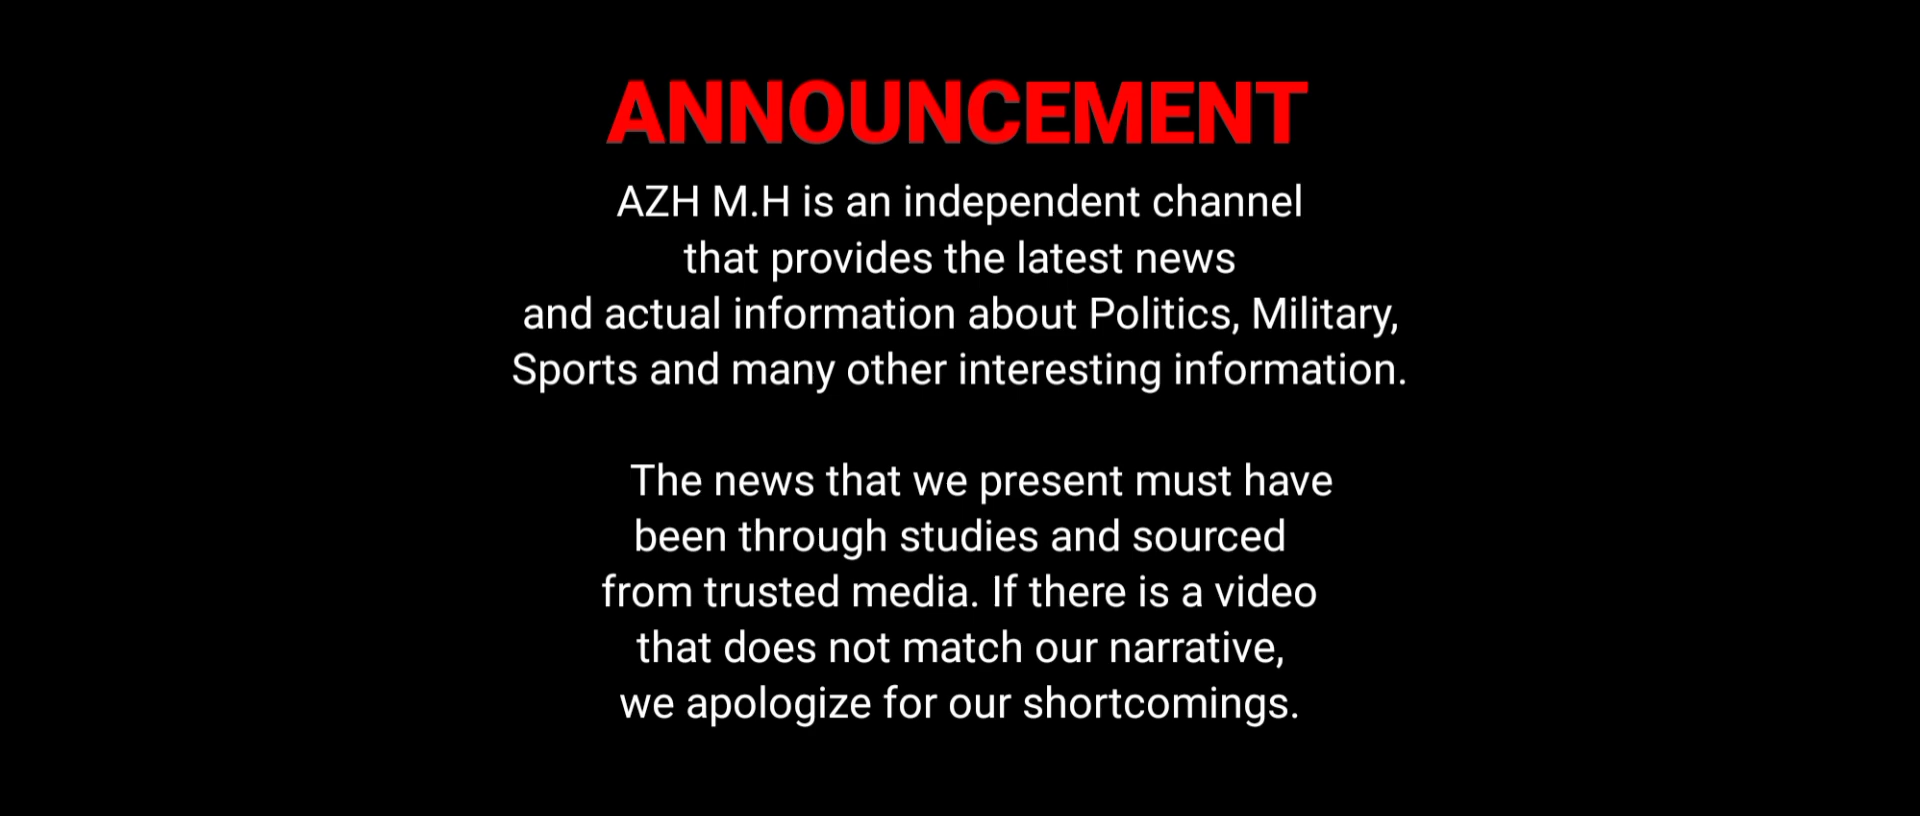 ANNOUNCEMENT
AZH M.H is an independent channel
that provides the latest news
and actual information about Politics, Military,
Sports and many other interesting information.
The news that we present must have
been through studies and sourced
from trusted media. If there is a video
that does not match our narrative,
we apologize for our shortcomings.